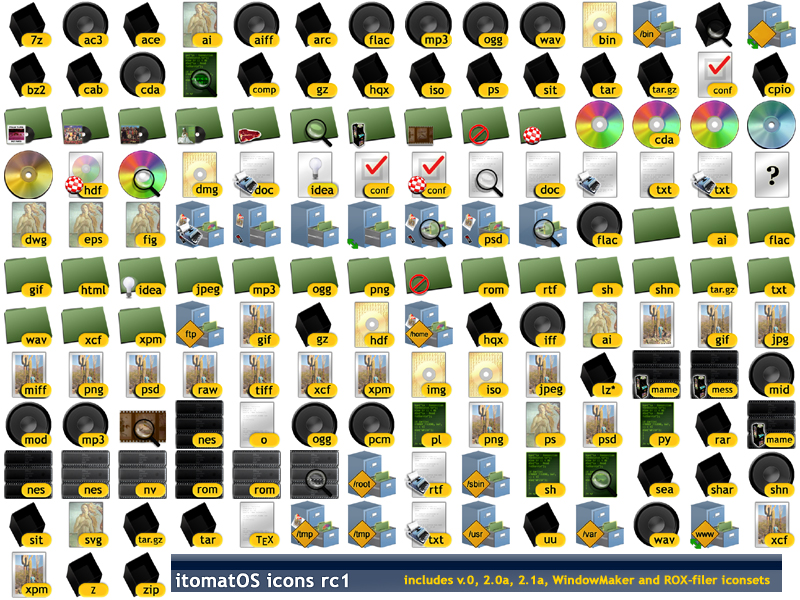 7z ac3 ace ai aiff arc flac mp3 ogg wav bin /bin
bz2 cab cda comp gz hqx iso ps sit tar tar.gz conf cpio
cda
hdf dmg doc idea conf conf doc txt txt ?
dwg eps fig psd flac ai flac
gif html idea jpeg mp3 ogg png rom rtf sh shn tar.gz txt
wav xcf xpm ftp gif gz hdf /home hqx iff ai gif jpg
miff png psd raw tiff xcf xpm img iso jpeg lz* mame mess mid
mod mp3 nes o ogg pcm pl png ps psd py rar mame
nes nes nv rom rom /root rtf /sbin sh sea shar shn
sit svg tar.gz tar TEX /tmp /tmp txt /usr uu /var wav www xcf
xpm z zip
itomatOS icons rc1 includes v.0, 2.0a, 2.1a, WindowMaker and ROX-filer iconsets